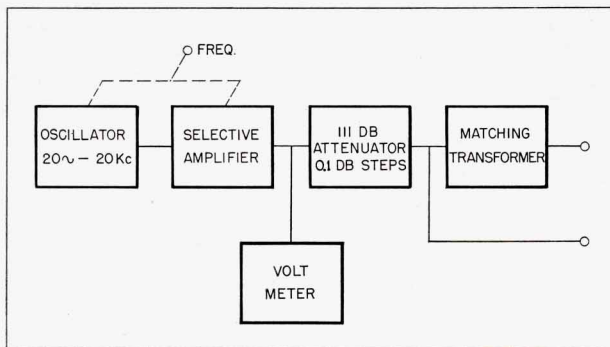 FREQ.
OSCILLATOR
20∼ – 20Kc
SELECTIVE
AMPLIFIER
111 DB
ATTENUATOR
0.1 DB STEPS
MATCHING
TRANSFORMER
VOLT
METER